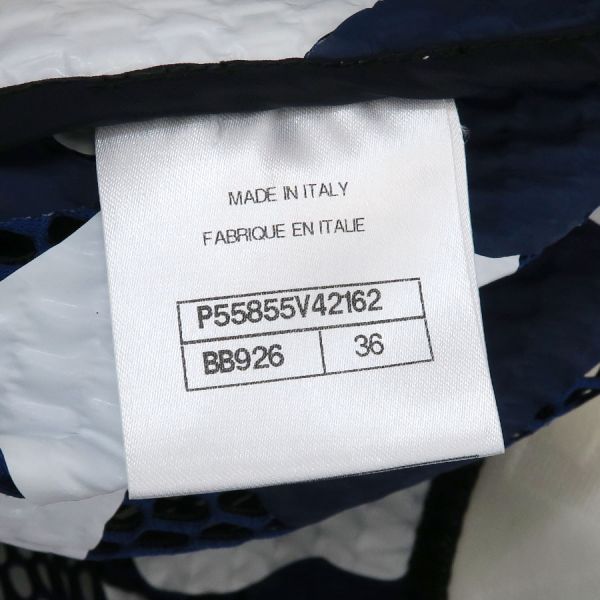 MADE IN ITALY
FABRIQUE EN ITALIE
P55855V42162
BB926 36